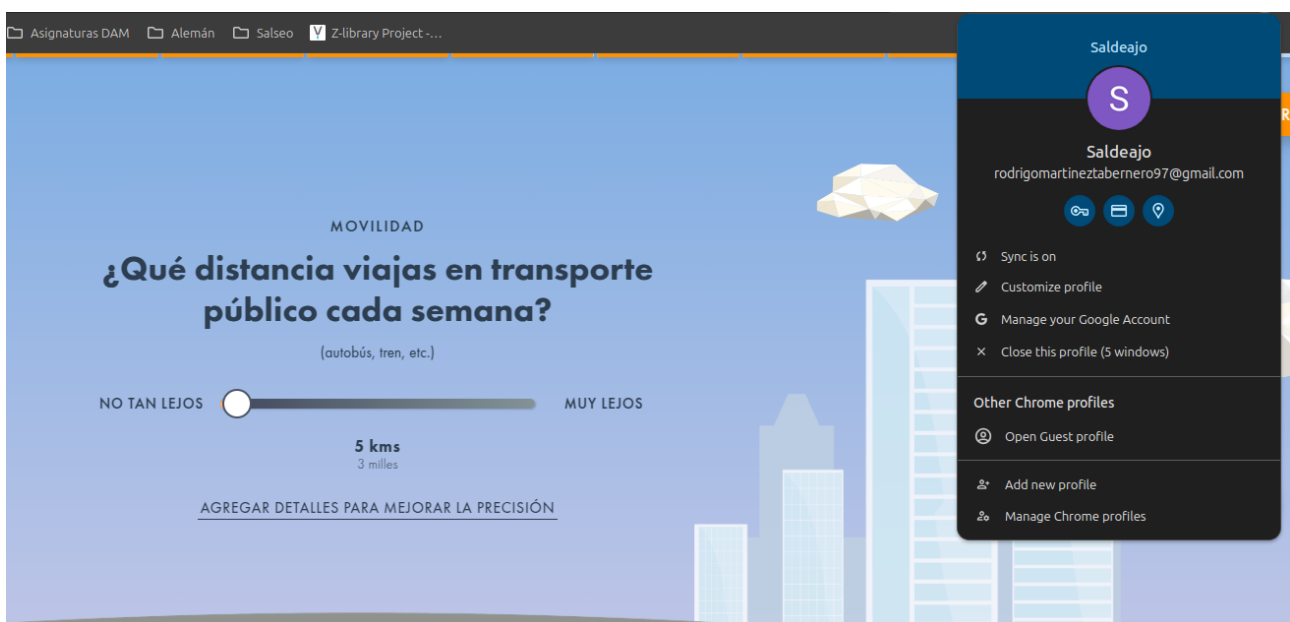 Asignaturas DAM Alemán Salseo Z-library Project -...
MOVILIDAD
¿Qué distancia viajas en transporte
público cada semana?
(autobús, tren, etc.)
NO TAN LEJOS MUY LEJOS
5 kms
3 milles
AGREGAR DETALLES PARA MEJORAR LA PRECISIÓN
Saldeajo
S
Saldeajo
rodrigomartineztabernero97@gmail.com
Sync is on
Customize profile
G Manage your Google Account
Close this profile (5 windows)
Other Chrome profiles
Open Guest profile
Add new profile
Manage Chrome profiles
R